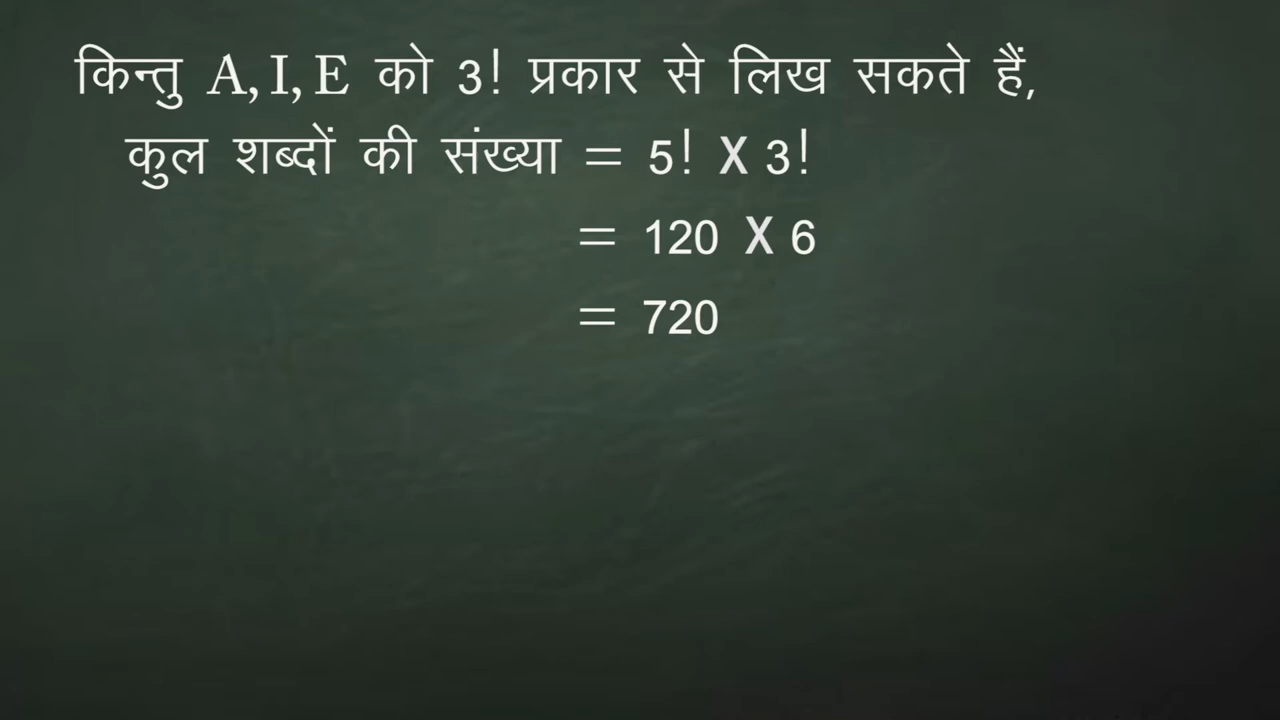 किन्तु A, I, E को 3! प्रकार से लिख सकते हैं,
कुल शब्दों की संख्या = 5! X 3!
= 120 X 6
= 720